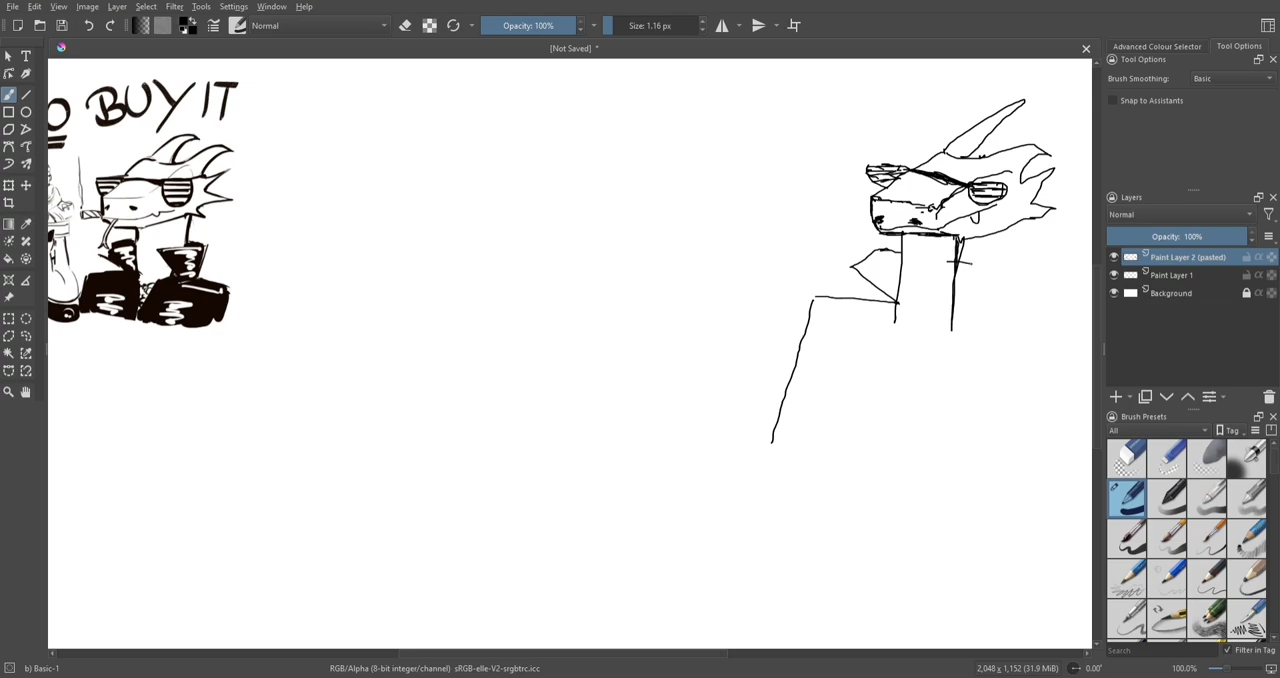 File Edit View Image Layer Select Filter Tools Settings Window Help
Normal
Opacity: 100%
Size: 1.16 px
[Not Saved] *
BUY IT
Advanced Colour Selector Tool Options
Tool Options
Brush Smoothing: Basic
Snap to Assistants
Layers
Normal
Opacity: 100%
Paint Layer 2 (pasted)
Paint Layer 1
Background
Brush Presets
All Tag
Search Filter in Tag
b) Basic-1 RGB/Alpha (8-bit integer/channel) sRGB-elle-V2-srgbtrc.icc 2,048 x 1,152 (31.9 MiB) 0.00° 100.0%